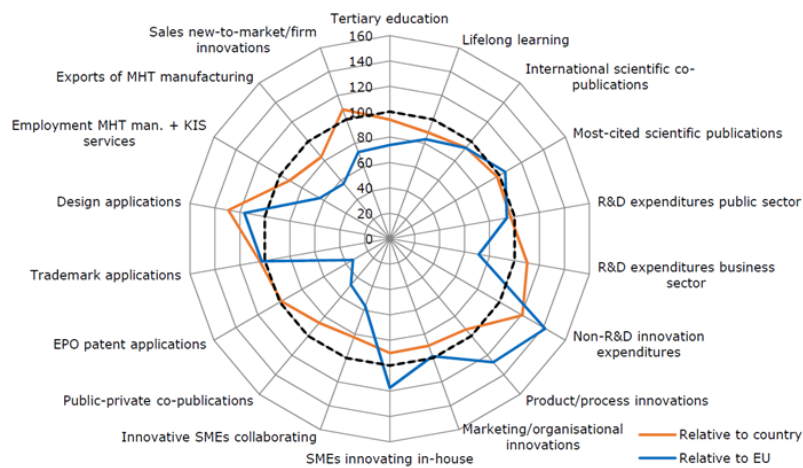 Tertiary education
Sales new-to-market/firm
innovations
160
Lifelong learning
140
Exports of MHT manufacturing
International scientific co-
publications
120
100
Employment MHT man. + KIS
services
Most-cited scientific publications
80
60
40
Design applications
R&D expenditures public sector
20
0
Trademark applications
R&D expenditures business
sector
EPO patent applications
Non-R&D innovation
expenditures
Public-private co-publications
Product/process innovations
Innovative SMEs collaborating
Marketing/organisational
innovations
SMEs innovating in-house
Relative to country
Relative to EU